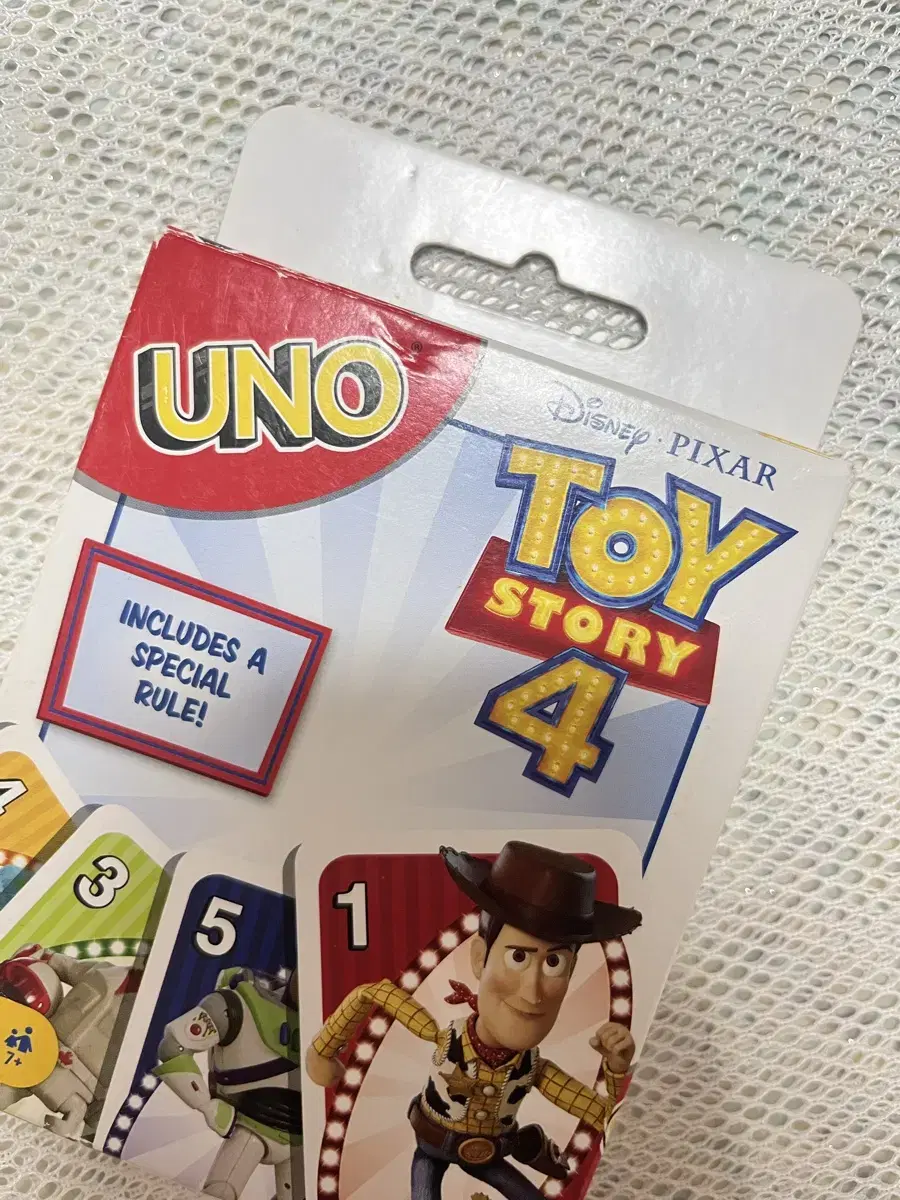 UNO®
DISNEY · PIXAR
TOY
STORY
4
INCLUDES A
SPECIAL
RULE!
4
3
5
1
7+